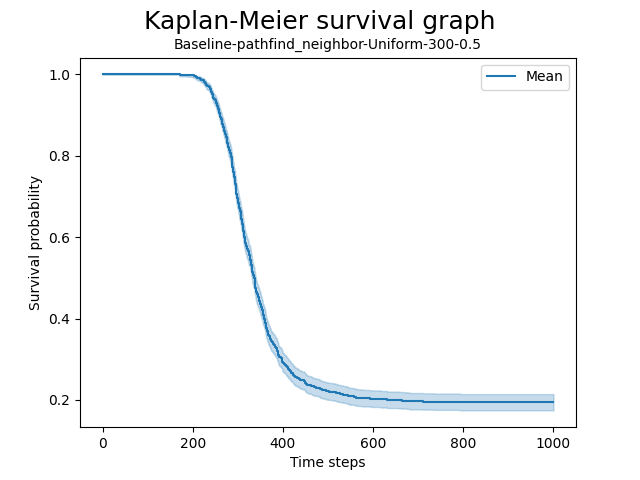 Kaplan-Meier survival graph
Baseline-pathfind_neighbor-Uniform-300-0.5
Mean
Survival probability
1.0
0.8
0.6
0.4
0.2
0 200 400 600 800 1000
Time steps